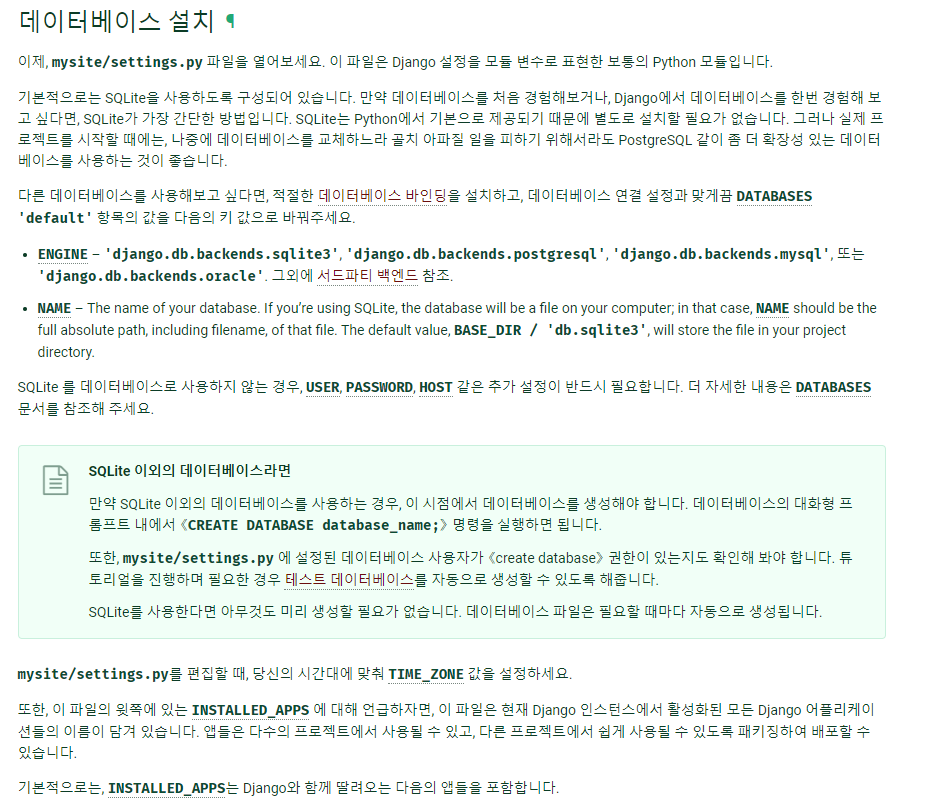 데이터베이스 설치 ¶
이제, mysite/settings.py 파일을 열어보세요. 이 파일은 Django 설정을 모듈 변수로 표현한 보통의 Python 모듈입니다.
기본적으로는 SQLite을 사용하도록 구성되어 있습니다. 만약 데이터베이스를 처음 경험해보거나, Django에서 데이터베이스를 한번 경험해 보
고 싶다면, SQLite가 가장 간단한 방법입니다. SQLite는 Python에서 기본으로 제공되기 때문에 별도로 설치할 필요가 없습니다. 그러나 실제 프
로젝트를 시작할 때에는, 나중에 데이터베이스를 교체하느라 골치 아파질 일을 피하기 위해서라도 PostgreSQL 같이 좀 더 확장성 있는 데이터
베이스를 사용하는 것이 좋습니다.
다른 데이터베이스를 사용해보고 싶다면, 적절한 데이터베이스 바인딩을 설치하고, 데이터베이스 연결 설정과 맞게끔 DATABASES
'default' 항목의 값을 다음의 키 값으로 바꿔주세요.
• ENGINE – 'django.db.backends.sqlite3', 'django.db.backends.postgresql', 'django.db.backends.mysql', 또는
'django.db.backends.oracle'. 그외에 서드파티 백엔드 참조.
• NAME – The name of your database. If you’re using SQLite, the database will be a file on your computer; in that case, NAME should be the
full absolute path, including filename, of that file. The default value, BASE_DIR / 'db.sqlite3', will store the file in your project
directory.
SQLite 를 데이터베이스로 사용하지 않는 경우, USER, PASSWORD, HOST 같은 추가 설정이 반드시 필요합니다. 더 자세한 내용은 DATABASES
문서를 참조해 주세요.
SQLite 이외의 데이터베이스라면
만약 SQLite 이외의 데이터베이스를 사용하는 경우, 이 시점에서 데이터베이스를 생성해야 합니다. 데이터베이스의 대화형 프
롬프트 내에서 《CREATE DATABASE database_name;》 명령을 실행하면 됩니다.
또한, mysite/settings.py 에 설정된 데이터베이스 사용자가 《create database》 권한이 있는지도 확인해 봐야 합니다. 튜
토리얼을 진행하며 필요한 경우 테스트 데이터베이스를 자동으로 생성할 수 있도록 해줍니다.
SQLite를 사용한다면 아무것도 미리 생성할 필요가 없습니다. 데이터베이스 파일은 필요할 때마다 자동으로 생성됩니다.
mysite/settings.py를 편집할 때, 당신의 시간대에 맞춰 TIME_ZONE 값을 설정하세요.
또한, 이 파일의 윗쪽에 있는 INSTALLED_APPS 에 대해 언급하자면, 이 파일은 현재 Django 인스턴스에서 활성화된 모든 Django 어플리케이
션들의 이름이 담겨 있습니다. 앱들은 다수의 프로젝트에서 사용될 수 있고, 다른 프로젝트에서 쉽게 사용될 수 있도록 패키징하여 배포할 수
있습니다.
기본적으로는, INSTALLED_APPS는 Django와 함께 딸려오는 다음의 앱들을 포함합니다.